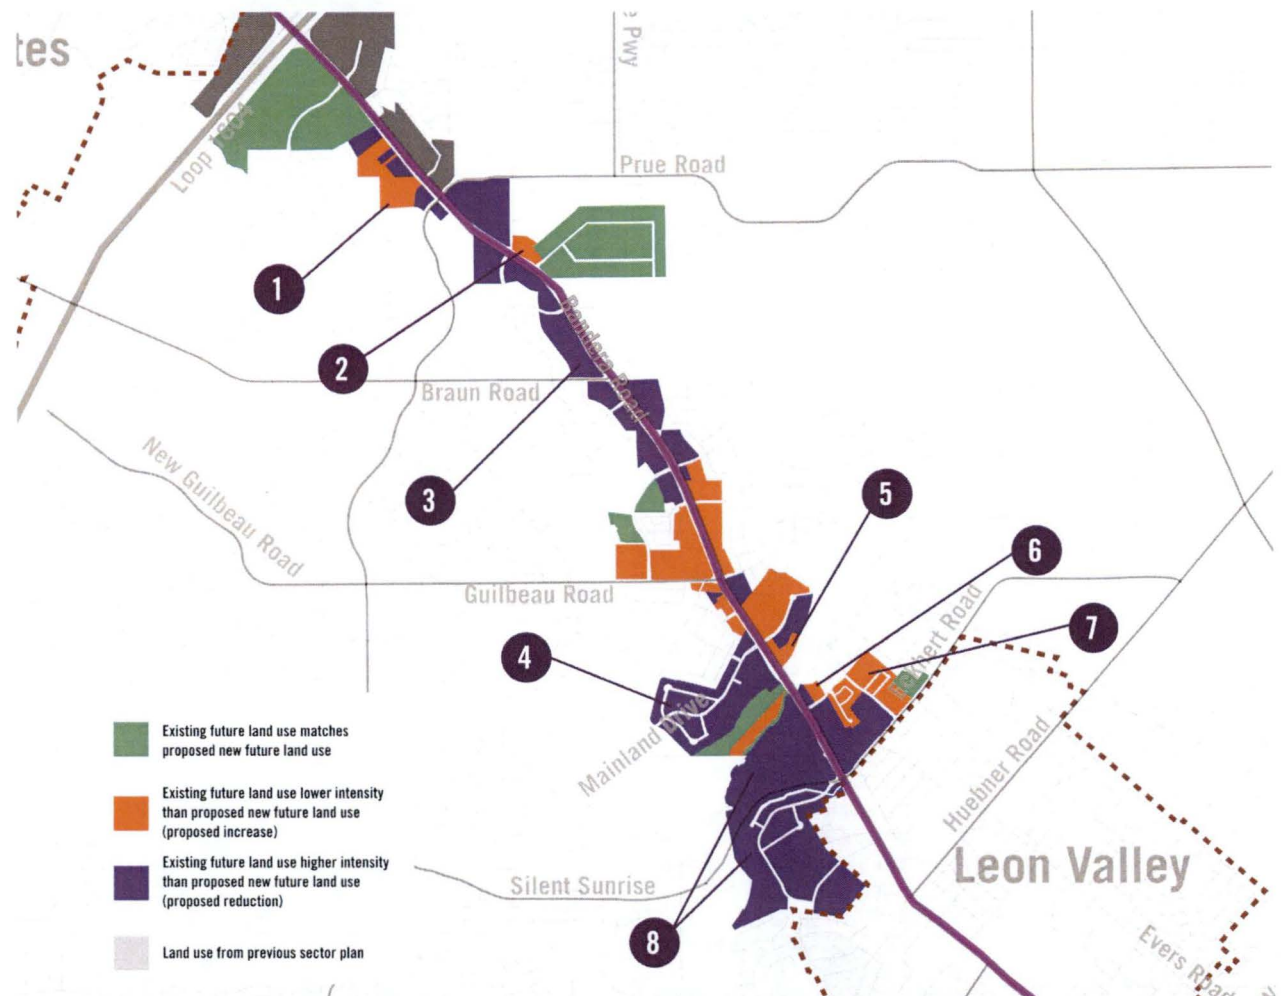 tes
e Pwy
Loop 1604
Prue Road
1
2
Bandera Road
Braun Road
New Guilbeau Road
3
5
6
Guilbeau Road
Eckhert Road
7
4
Mainland Drive
Existing future land use matches
proposed new future land use
Existing future land use lower intensity
than proposed new future land use
(proposed increase)
Existing future land use higher intensity
than proposed new future land use
(proposed reduction)
Land use from previous sector plan
Huebner Road
Leon Valley
Silent Sunrise
8
Evers Road